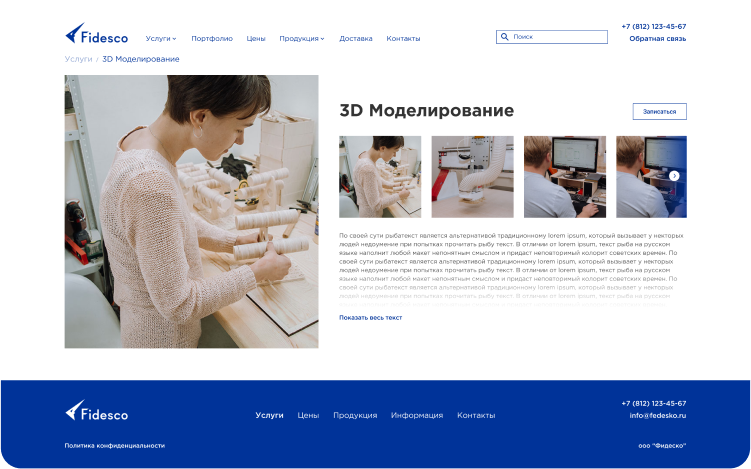 +7 (812) 123-45-67
Fidesco Услуги Портфолио Цены Продукция Доставка Контакты Поиск Обратная связь
Услуги / 3D Моделирование
3D Моделирование Записаться
По своей сути рыбатекст является альтернативой традиционному lorem ipsum, который вызывает у некторых
людей недоумение при попытках прочитать рыбу текст. В отличии от lorem ipsum, текст рыба на русском
языке наполнит любой макет непонятным смыслом и придаст неповторимый колорит советских времен. По
своей сути рыбатекст является альтернативой традиционному lorem ipsum, который вызывает у некторых
людей недоумение при попытках прочитать рыбу текст. В отличии от lorem ipsum, текст рыба на русском
языке наполнит любой макет непонятным смыслом и придаст неповторимый колорит советских времен. По
своей сути рыбатекст является альтернативой традиционному lorem ipsum, который вызывает у некторых
людей недоумение при попытках прочитать рыбу текст. В отличии от lorem ipsum, текст рыба на русском
Показать весь текст
+7 (812) 123-45-67
Fidesco Услуги Цены Продукция Информация Контакты info@fedesko.ru
Политика конфиденциальности ооо "Фидеско"